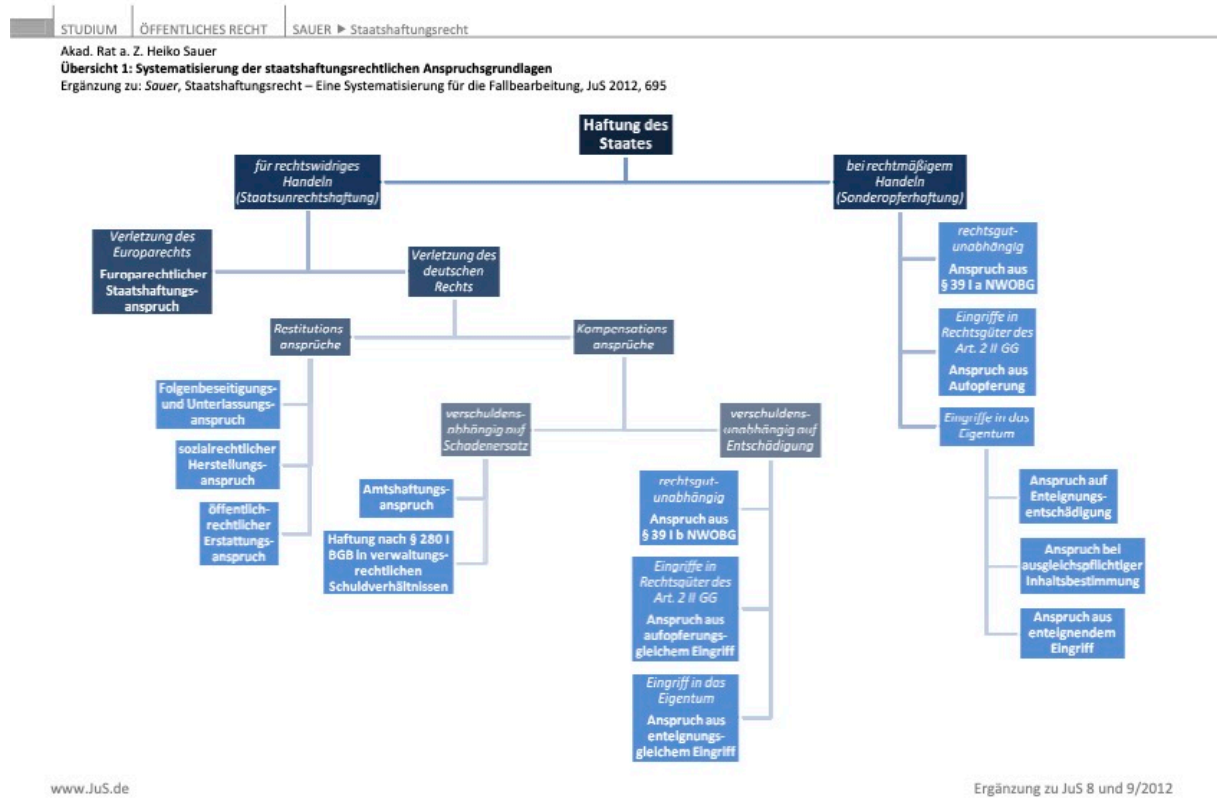 STUDIUM ÖFFENTLICHES RECHT SAUER ▶ Staatshaftungsrecht
Akad. Rat a. Z. Heiko Sauer
Übersicht 1: Systematisierung der staatshaftungsrechtlichen Anspruchsgrundlagen
Ergänzung zu: Sauer, Staatshaftungsrecht – Eine Systematisierung für die Fallbearbeitung, JuS 2012, 695
Haftung des
Staates
für rechtswidriges
Handeln
(Staatsunrechtshaftung)
bei rechtmäßigem
Handeln
(Sonderopferhaftung)
Verletzung des
Europarechts
Europarechtlicher
Staatshaftungs-
anspruch
Verletzung des
deutschen
Rechts
Restitutions
ansprüche
Kompensations
ansprüche
Folgenbeseitigungs-
und Unterlassungs-
anspruch
sozialrechtlicher
Herstellungs-
anspruch
öffentlich-
rechtlicher
Erstattungs-
anspruch
verschuldens-
abhängig auf
Schadenersatz
Amtshaftungs-
anspruch
Haftung nach § 280 I
BGB in verwaltungs-
rechtlichen
Schuldverhältnissen
verschuldens-
unabhängig auf
Entschädigung
rechtsgut-
unabhängig
Anspruch aus
§ 39 I b NWOBG
Eingriffe in
Rechtsgüter des
Art. 2 II GG
Anspruch aus
aufopferungs-
gleichem Eingriff
Eingriff in das
Eigentum
Anspruch aus
enteignungs-
gleichem Eingriff
rechtsgut-
unabhängig
Anspruch aus
§ 39 I a NWOBG
Eingriffe in
Rechtsgüter des
Art. 2 II GG
Anspruch aus
Aufopferung
Eingriffe in das
Eigentum
Anspruch auf
Enteignungs-
entschädigung
Anspruch bei
ausgleichspflichtiger
Inhaltsbestimmung
Anspruch aus
enteignendem
Eingriff
www.JuS.de
Ergänzung zu JuS 8 und 9/2012